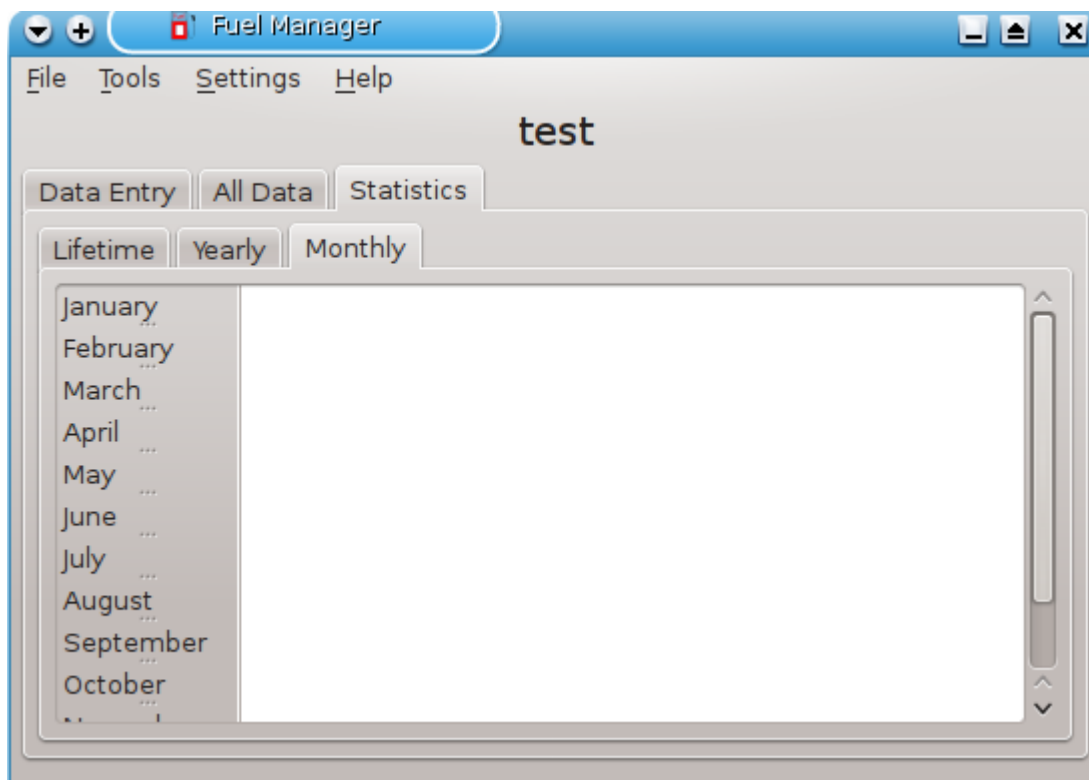 Fuel Manager
File Tools Settings Help
test
Data Entry All Data Statistics
Lifetime Yearly Monthly
January
February
March
April
May
June
July
August
September
October